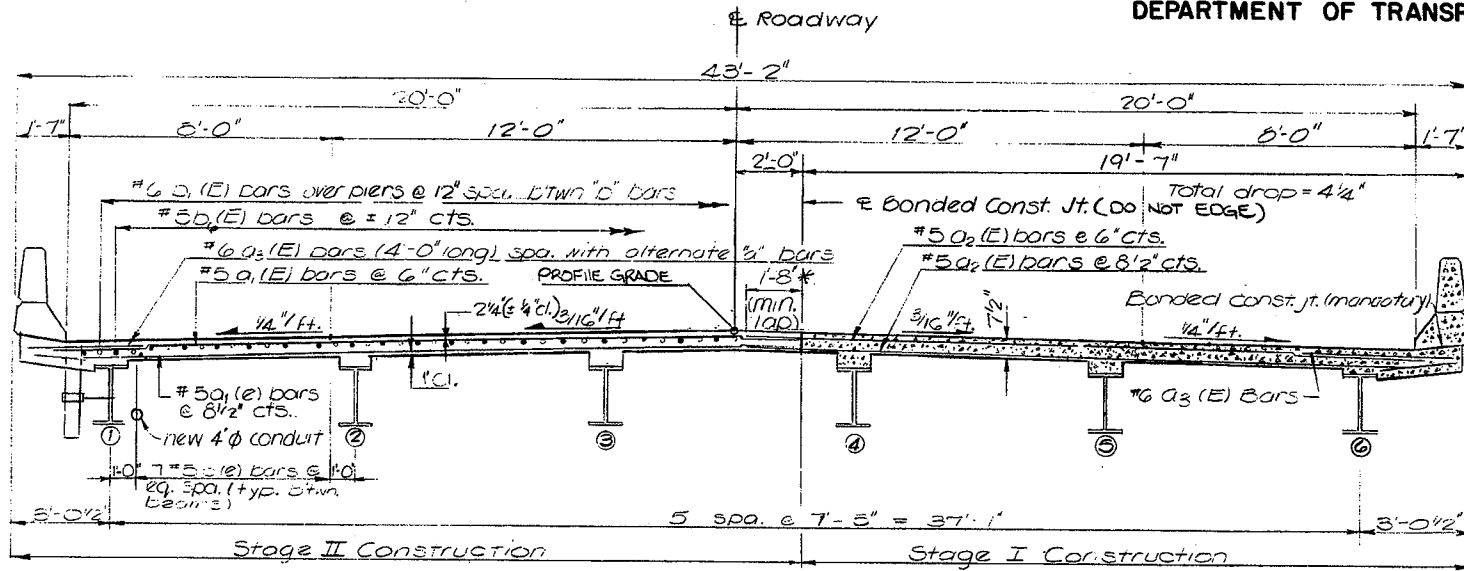 DEPARTMENT OF TRANSP
℄ Roadway
43'-2"
20'-0" 20'-0"
1'-7" 8'-0" 12'-0" 12'-0" 8'-0" 1'-7"
2'-0" 19'-7"
#6 b₁(E) bars over piers @ 12" spa. btwn "b" bars
Total drop = 4¼"
℄ Bonded Const. Jt. (DO NOT EDGE)
#5 b (E) bars @ ± 12" cts.
#6 a₃(E) bars (4'-0" long) spa. with alternate "a" bars
#5 a₂(E) bars @ 6" cts.
#5 a₁(E) bars @ 6" cts.
PROFILE GRADE
1'-8"*
(min. lap)
#5 a₂(E) bars @ 8½" cts.
Bonded const. jt. (mandatory)
¼"/ft.
2¼"(± ¼" cl.)
3/16"/ft
3/16"/ft.
7½"
¼"/ft.
1" cl.
#5 a₁(e) bars
@ 8½" cts.
#6 a₃(E) Bars
new 4"φ conduit
① ② ③ ④ ⑤ ⑥
1'-0" 7 #5 b(e) bars @ 1'-0"
eq. spa. (typ. btwn.
beams)
3'-0½" 5 spa. @ 7'-5" = 37'-1" 3'-0½"
Stage II Construction Stage I Construction